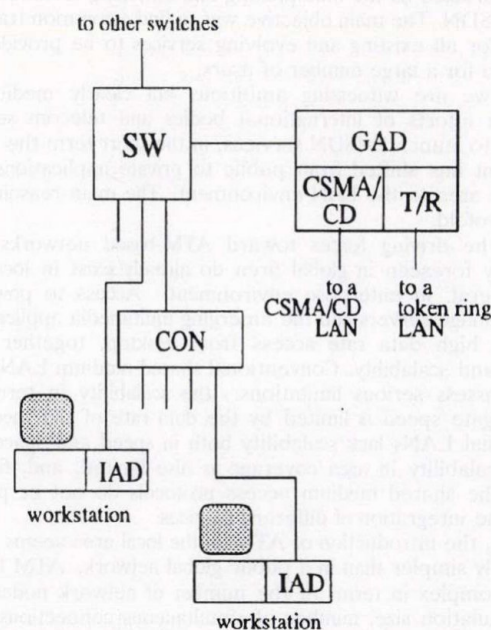 to other switches
SW
GAD
CSMA/
CD
T/R
to a
CSMA/CD
LAN
to a
token ring
LAN
CON
IAD
workstation
IAD
workstation